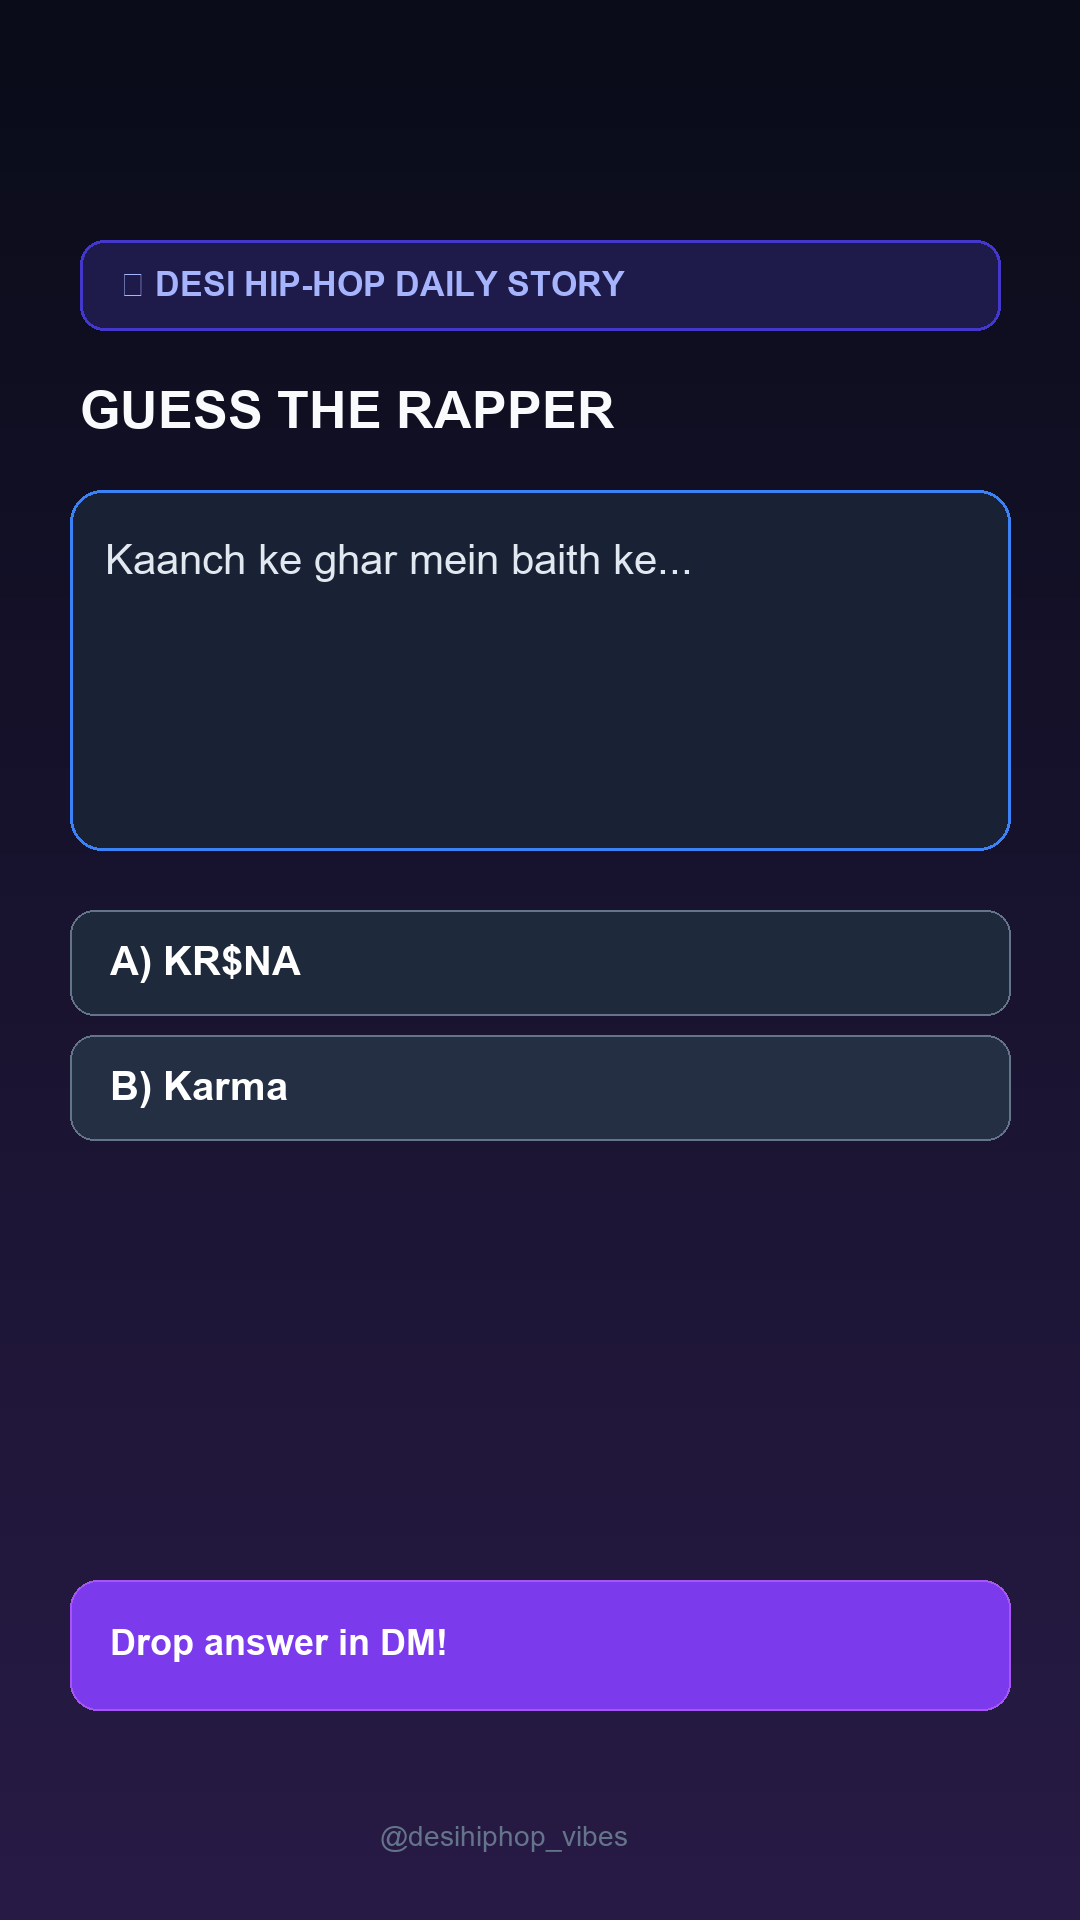 DESI HIP-HOP DAILY STORY
GUESS THE RAPPER
Kaanch ke ghar mein baith ke...
A) KR$NA
B) Karma
Drop answer in DM!
@desihiphop_vibes